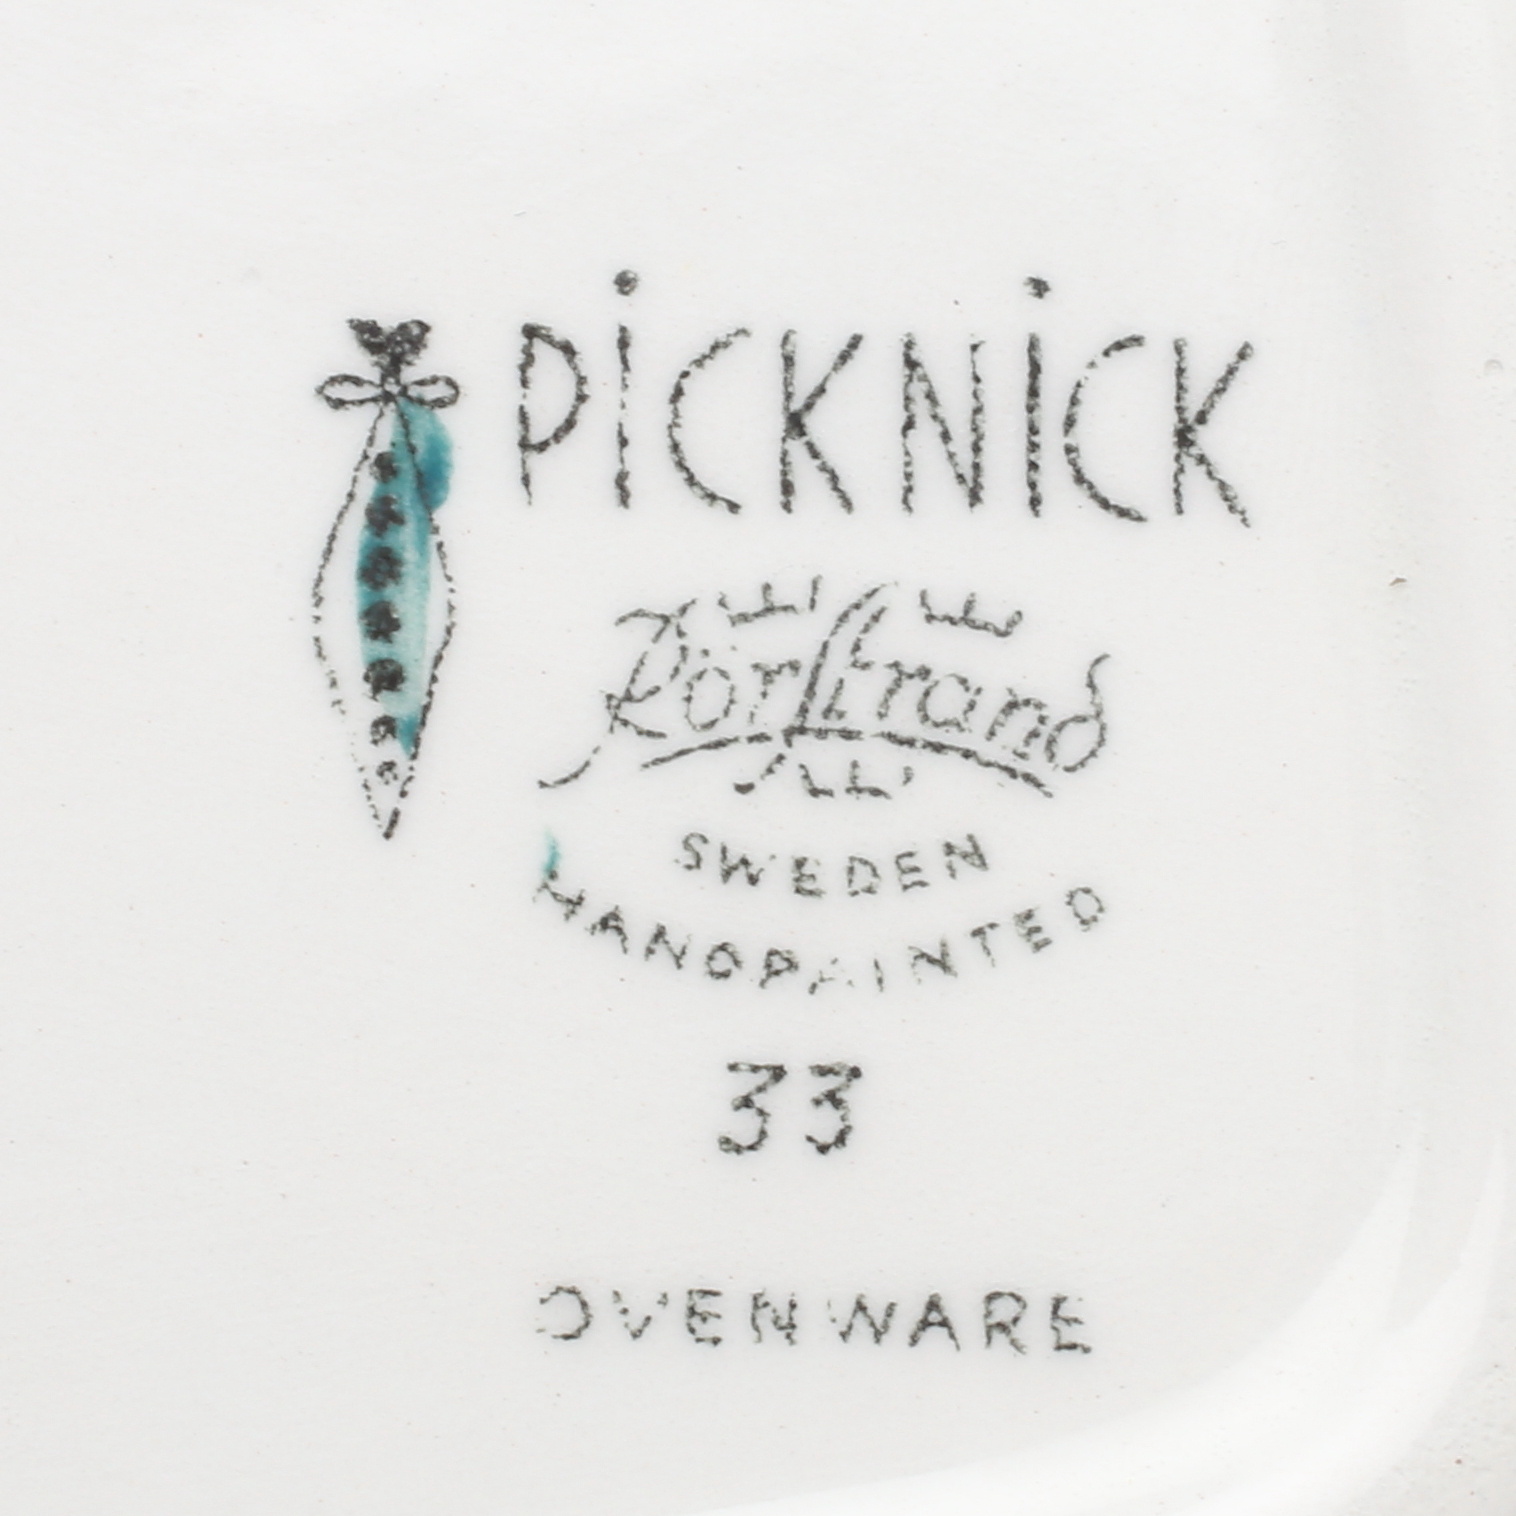 PiCKNiCK
Rörstrand
SWEDEN
HANDPAINTED
33
OVENWARE